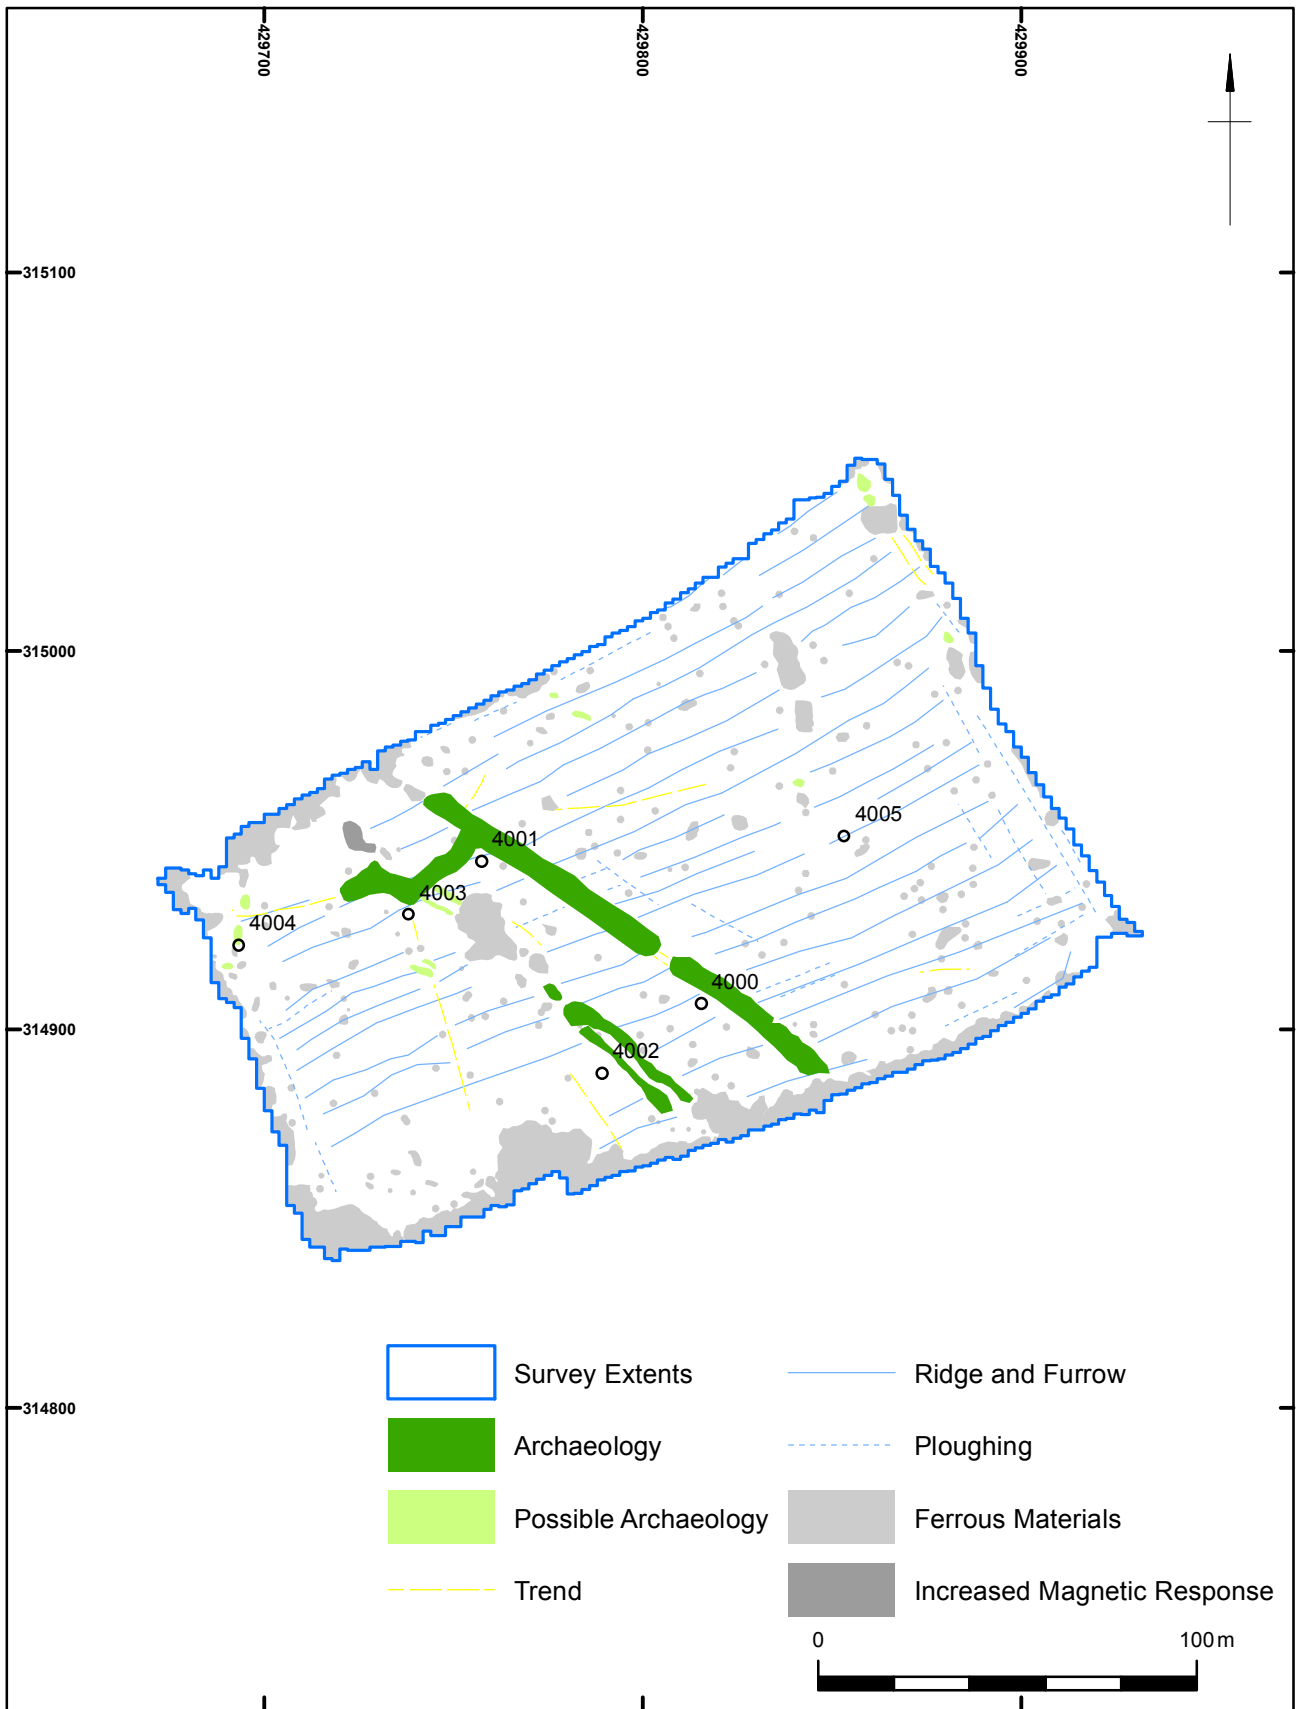 429700
429800
429900
315100
315000
314900
314800
4005
4001
4003
4004
4000
4002
Survey Extents
Ridge and Furrow
Archaeology
Ploughing
Possible Archaeology
Ferrous Materials
Trend
Increased Magnetic Response
0
100 m